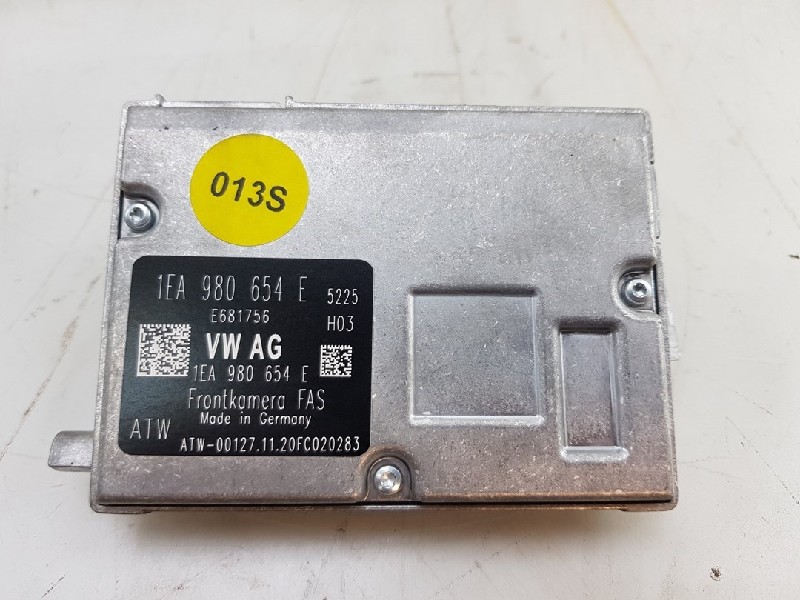 013S
1EA 980 654 E 5225
E681756 H03
VW AG
1EA 980 654 E
Frontkamera FAS
Made in Germany
ATW
ATW-00127.11.20FC020283